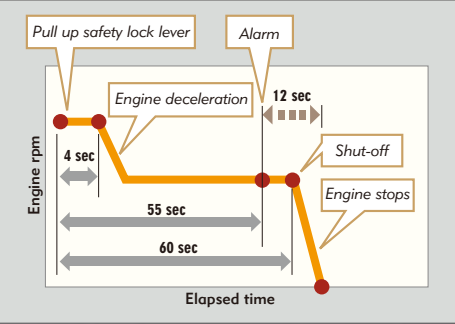 Pull up safety lock lever
Alarm
12 sec
Engine deceleration
4 sec
Shut-off
Engine rpm
55 sec
Engine stops
60 sec
Elapsed time